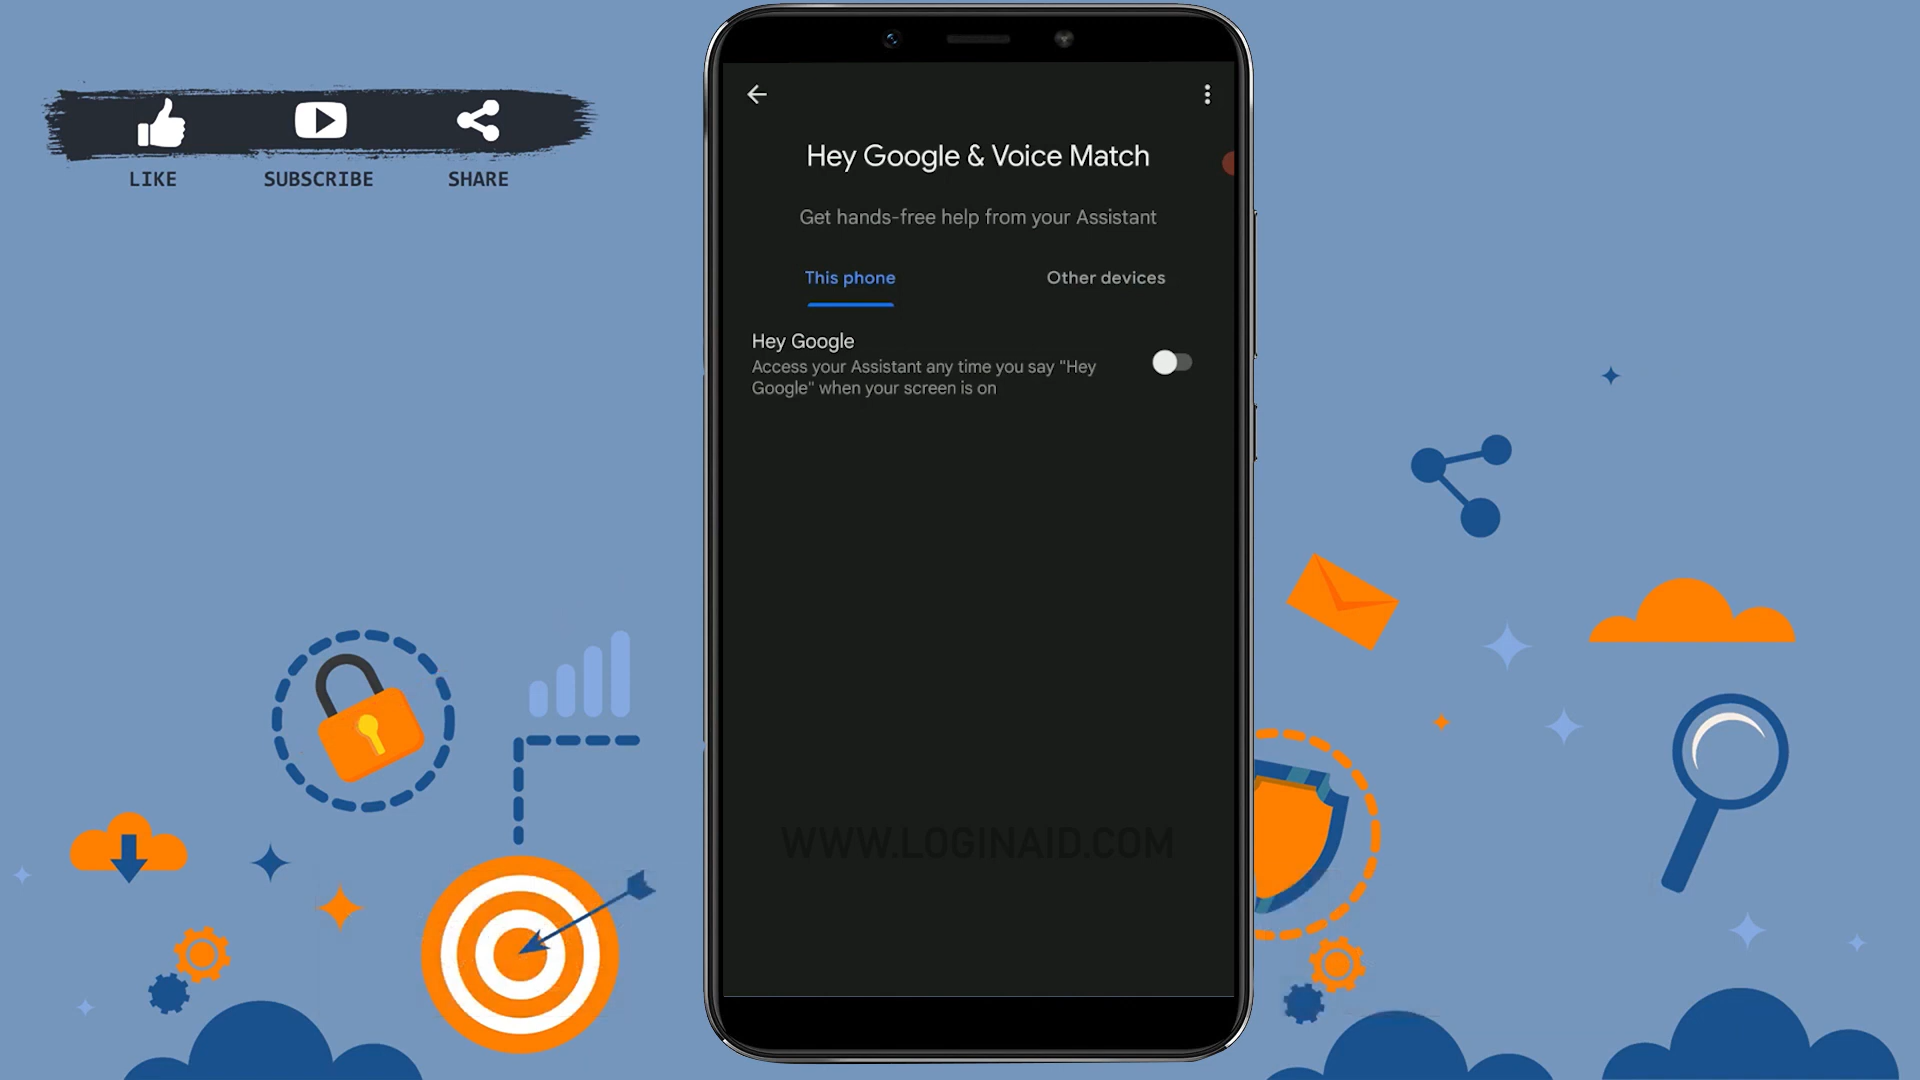 LIKE SUBSCRIBE SHARE
Hey Google & Voice Match
Get hands-free help from your Assistant
This phone Other devices
Hey Google
Access your Assistant any time you say "Hey
Google" when your screen is on
WWW.LOGINAID.COM